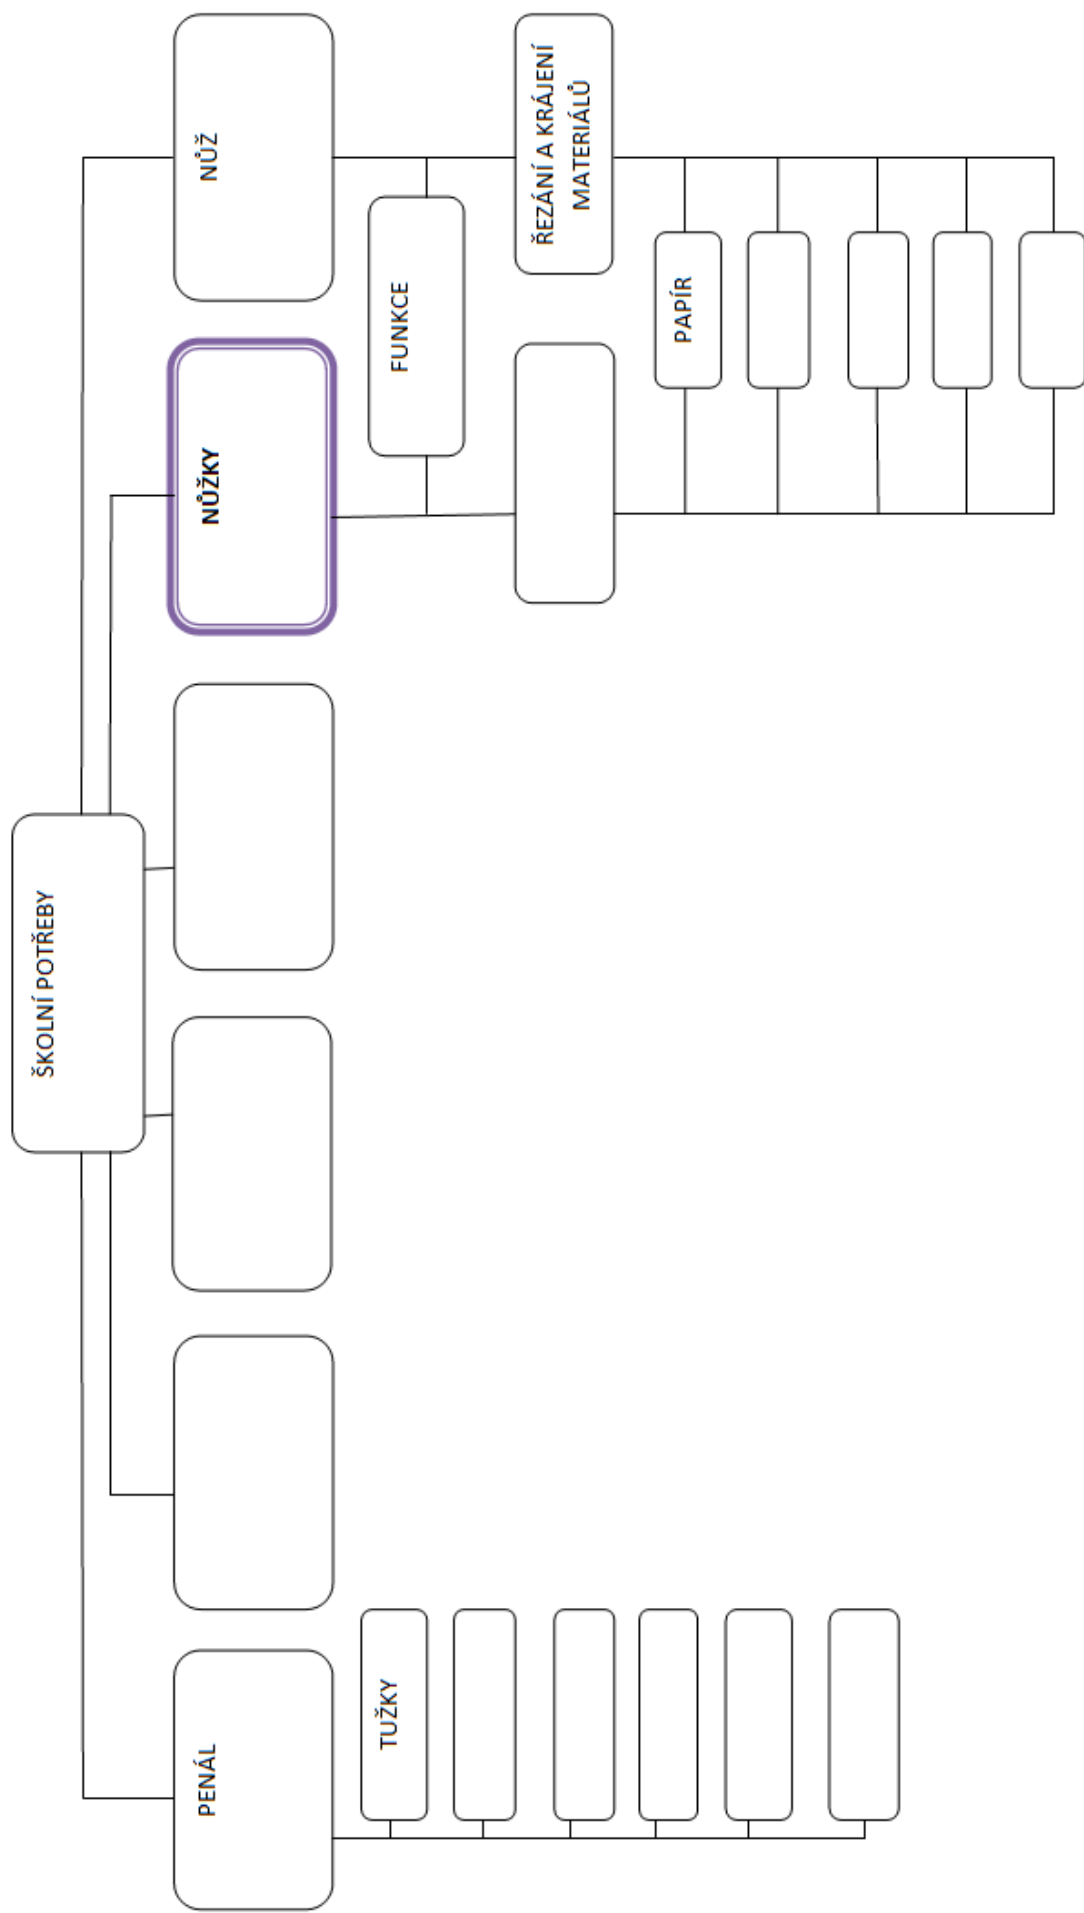 ŠKOLNÍ POTŘEBY
PENÁL
NŮŽKY
NŮŽ
TUŽKY
FUNKCE
ŘEZÁNÍ A KRÁJENÍ
MATERIÁLŮ
PAPÍR